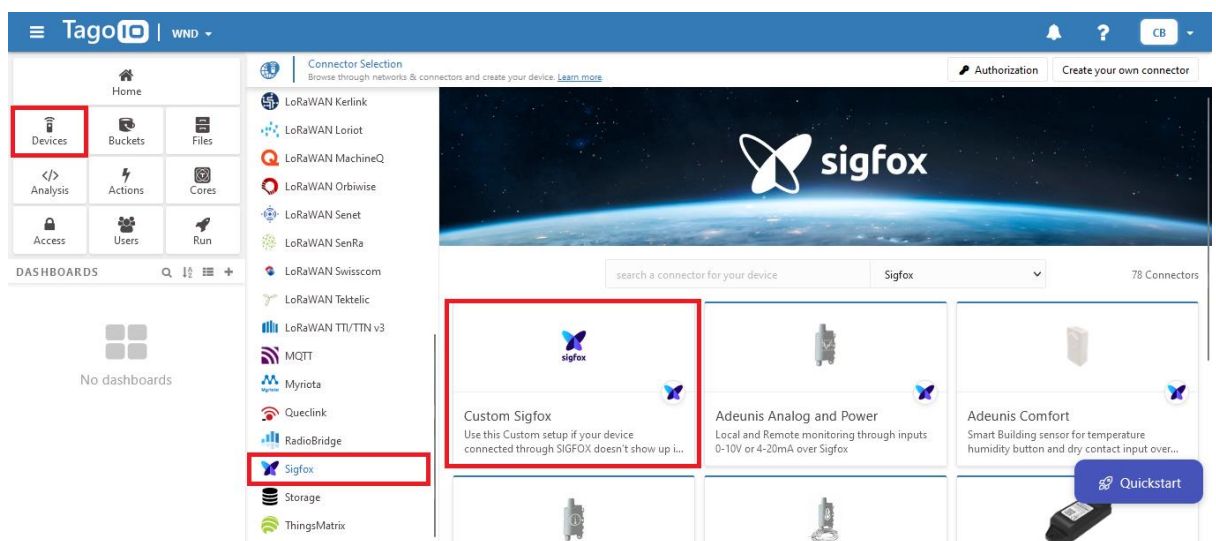 TagoIO | WND
CB
Home
Devices
Buckets
Files
Analysis
Actions
Cores
Access
Users
Run
DASHBOARDS
No dashboards
Connector Selection
Browse through networks & connectors and create your device. Learn more.
Authorization
Create your own connector
LoRaWAN Kerlink
LoRaWAN Loriot
LoRaWAN MachineQ
LoRaWAN Orbiwise
LoRaWAN Senet
LoRaWAN SenRa
LoRaWAN Swisscom
LoRaWAN Tektelic
LoRaWAN TTI/TTN v3
MQTT
Myriota
Queclink
RadioBridge
Sigfox
Storage
ThingsMatrix
sigfox
search a connector for your device
Sigfox
78 Connectors
sigfox
Custom Sigfox
Use this Custom setup if your device
connected through SIGFOX doesn't show up i...
Adeunis Analog and Power
Local and Remote monitoring through inputs
0-10V or 4-20mA over Sigfox
Adeunis Comfort
Smart Building sensor for temperature
humidity button and dry contact input over...
Quickstart